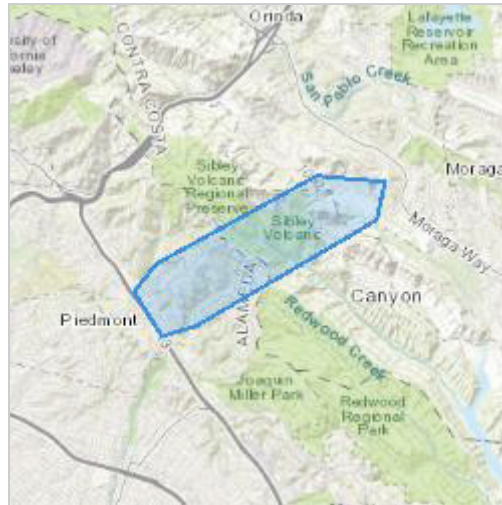 Orinda
Lafayette
Reservoir
Recreation
Area
CONTRA COSTA
San Pablo Creek
Sibley
Volcanic
Regional
Preserve
Moraga
Sibley
Volcanic
Moraga Way
ALAMEDA
Canyon
Piedmont
Redwood Creek
Joaquin
Miller Park
Redwood
Regional
Park